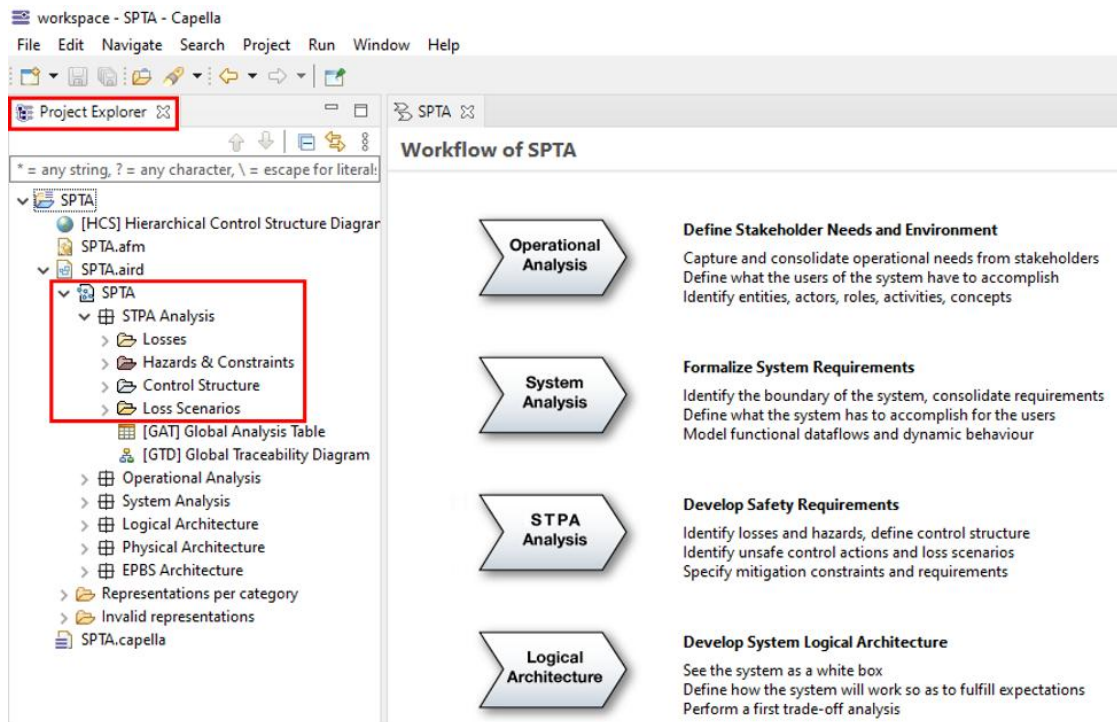 workspace - SPTA - Capella
File Edit Navigate Search Project Run Window Help
Project Explorer
* = any string, ? = any character, \ = escape for literals
SPTA
[HCS] Hierarchical Control Structure Diagram
SPTA.afm
SPTA.aird
SPTA
STPA Analysis
Losses
Hazards & Constraints
Control Structure
Loss Scenarios
[GAT] Global Analysis Table
[GTD] Global Traceability Diagram
Operational Analysis
System Analysis
Logical Architecture
Physical Architecture
EPBS Architecture
Representations per category
Invalid representations
SPTA.capella
SPTA
Workflow of SPTA
Operational
Analysis
Define Stakeholder Needs and Environment
Capture and consolidate operational needs from stakeholders
Define what the users of the system have to accomplish
Identify entities, actors, roles, activities, concepts
System
Analysis
Formalize System Requirements
Identify the boundary of the system, consolidate requirements
Define what the system has to accomplish for the users
Model functional dataflows and dynamic behaviour
STPA
Analysis
Develop Safety Requirements
Identify losses and hazards, define control structure
Identify unsafe control actions and loss scenarios
Specify mitigation constraints and requirements
Logical
Architecture
Develop System Logical Architecture
See the system as a white box
Define how the system will work so as to fulfill expectations
Perform a first trade-off analysis